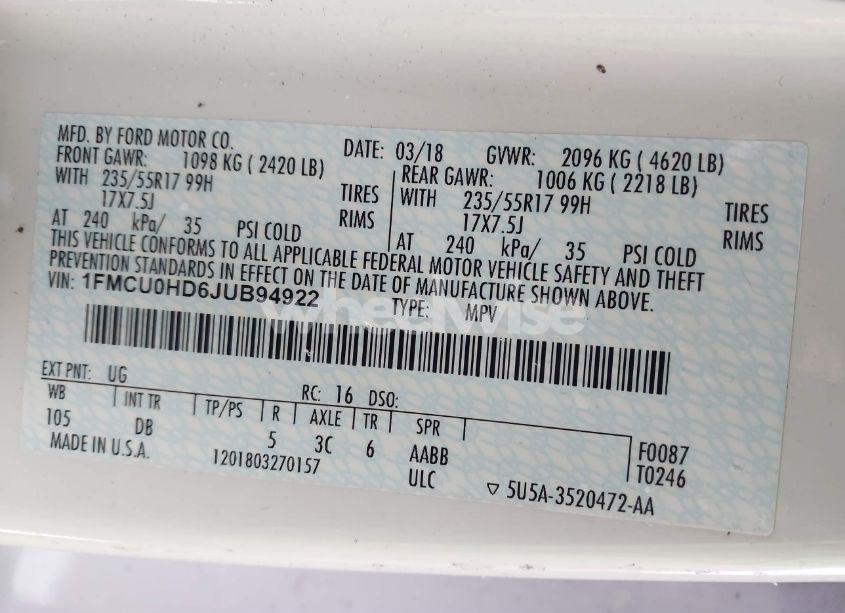 MFD. BY FORD MOTOR CO. DATE: 03/18 GVWR: 2096 KG ( 4620 LB)
FRONT GAWR: 1098 KG ( 2420 LB) REAR GAWR: 1006 KG ( 2218 LB)
WITH 235/55R17 99H TIRES WITH 235/55R17 99H TIRES
17X7.5J RIMS 17X7.5J RIMS
AT 240 kPa/ 35 PSI COLD AT 240 kPa/ 35 PSI COLD
THIS VEHICLE CONFORMS TO ALL APPLICABLE FEDERAL MOTOR VEHICLE SAFETY AND THEFT
PREVENTION STANDARDS IN EFFECT ON THE DATE OF MANUFACTURE SHOWN ABOVE.
VIN: 1FMCU0HD6JUB94922 TYPE: MPV
wheelwise
EXT PNT: UG RC: 16 DSO:
WB INT TR TP/PS R AXLE TR SPR
105 DB 5 3C 6 AABB F0087
MADE IN U.S.A. 1201803270157 ULC T0246
▽ 5U5A-3520472-AA